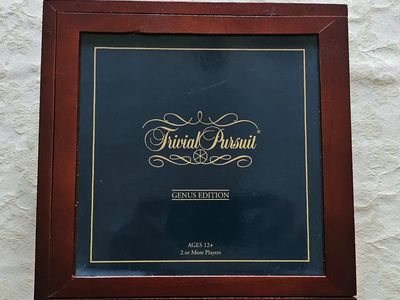 Trivial Pursuit®
GENUS EDITION
AGES 12+
2 or More Players